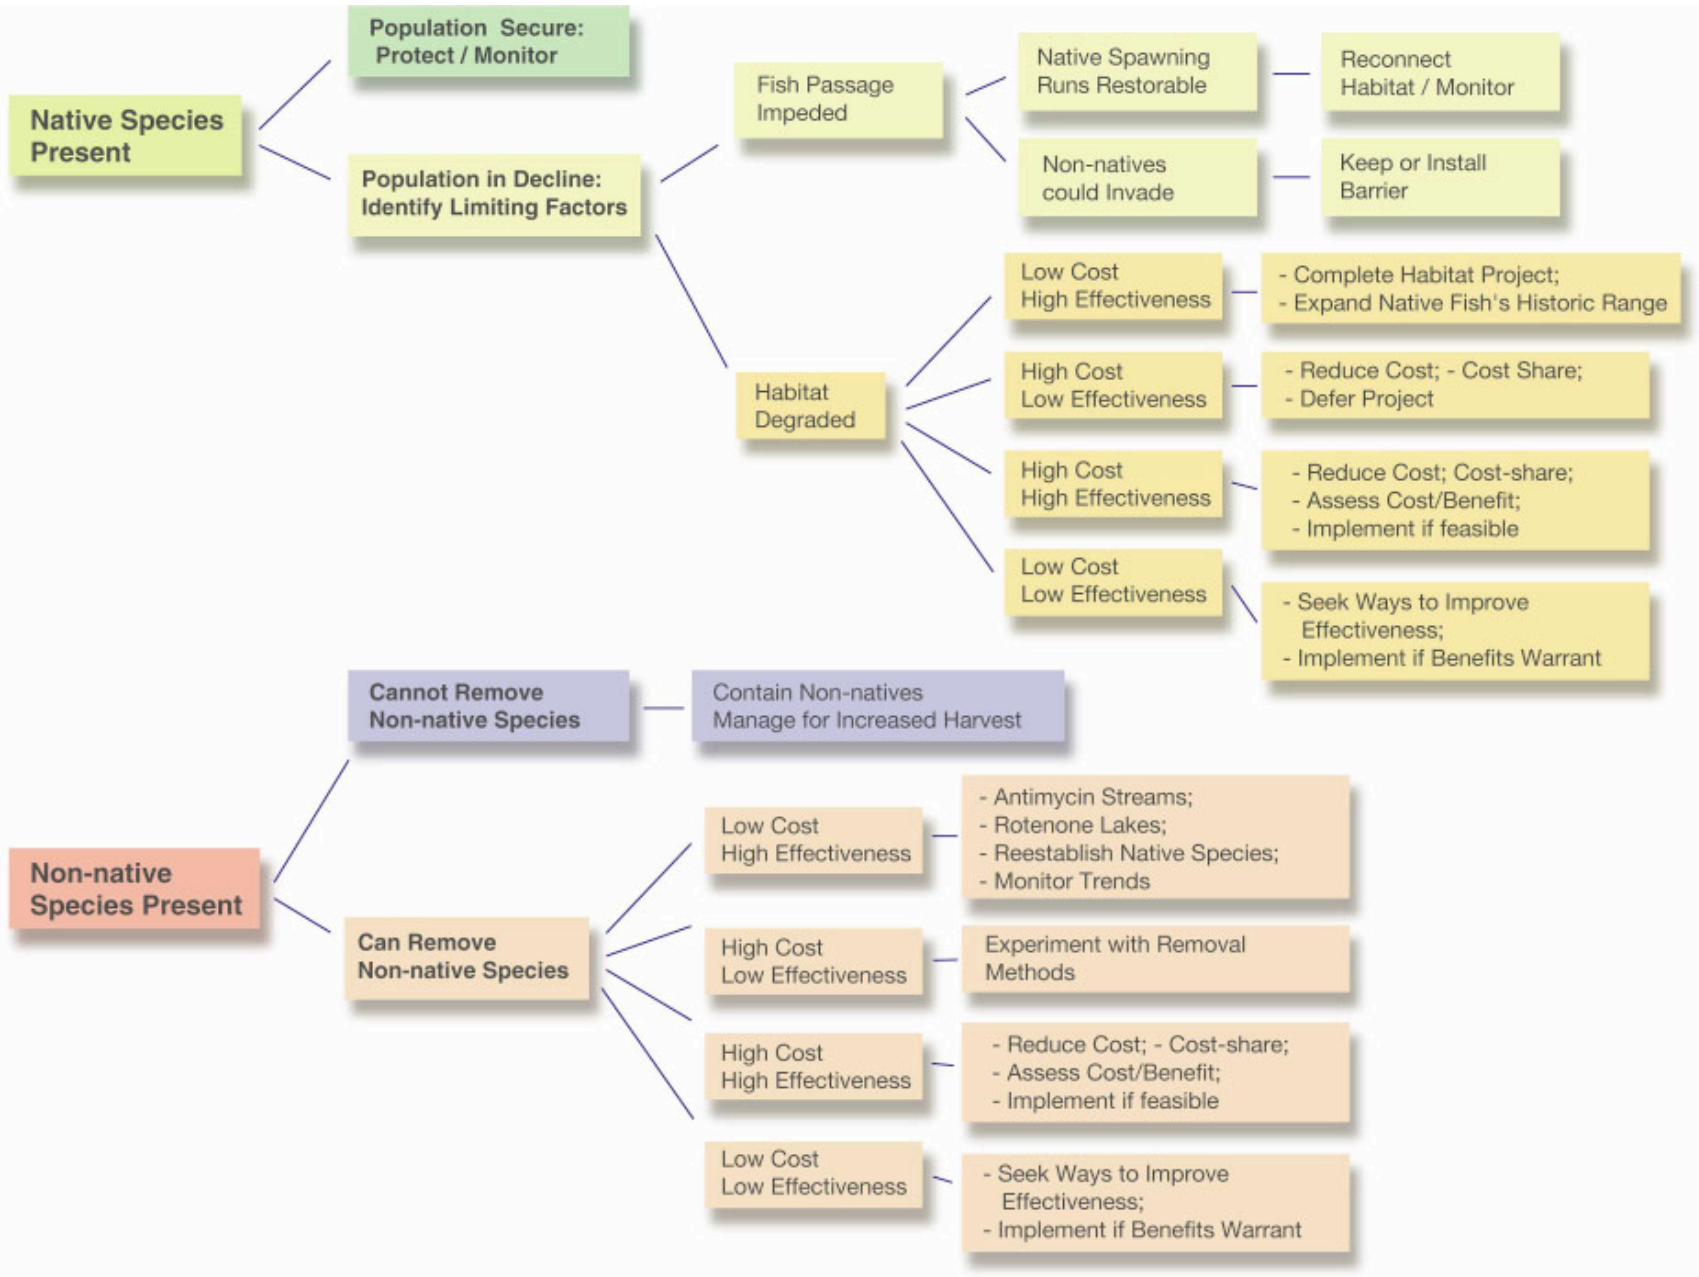 Population Secure:
Protect / Monitor
Native Species
Present
Population in Decline:
Identify Limiting Factors
Fish Passage
Impeded
Native Spawning
Runs Restorable
Reconnect
Habitat / Monitor
Non-natives
could Invade
Keep or Install
Barrier
Habitat
Degraded
Low Cost
High Effectiveness
- Complete Habitat Project;
- Expand Native Fish's Historic Range
High Cost
Low Effectiveness
- Reduce Cost; - Cost Share;
- Defer Project
High Cost
High Effectiveness
- Reduce Cost; Cost-share;
- Assess Cost/Benefit;
- Implement if feasible
Low Cost
Low Effectiveness
- Seek Ways to Improve
Effectiveness;
- Implement if Benefits Warrant
Cannot Remove
Non-native Species
Contain Non-natives
Manage for Increased Harvest
Non-native
Species Present
Can Remove
Non-native Species
Low Cost
High Effectiveness
- Antimycin Streams;
- Rotenone Lakes;
- Reestablish Native Species;
- Monitor Trends
High Cost
Low Effectiveness
Experiment with Removal
Methods
High Cost
High Effectiveness
- Reduce Cost; - Cost-share;
- Assess Cost/Benefit;
- Implement if feasible
Low Cost
Low Effectiveness
- Seek Ways to Improve
Effectiveness;
- Implement if Benefits Warrant